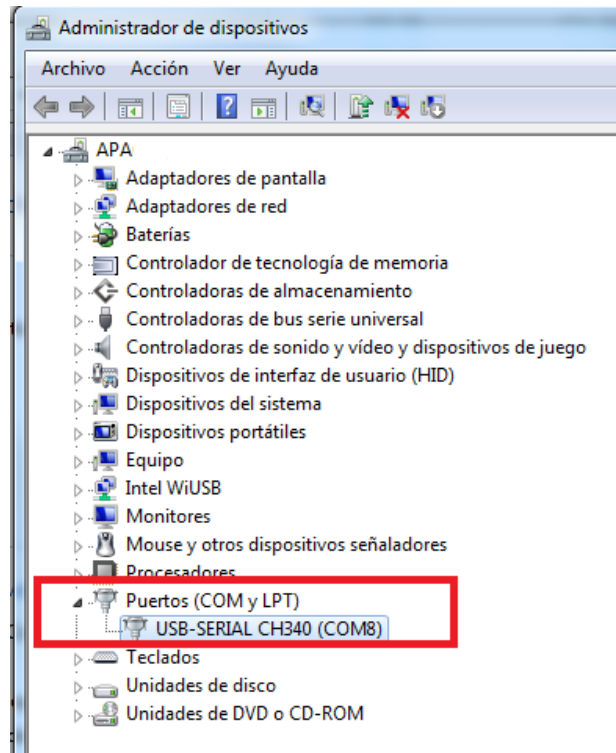 Administrador de dispositivos
Archivo Acción Ver Ayuda
APA
Adaptadores de pantalla
Adaptadores de red
Baterías
Controlador de tecnología de memoria
Controladoras de almacenamiento
Controladoras de bus serie universal
Controladoras de sonido y vídeo y dispositivos de juego
Dispositivos de interfaz de usuario (HID)
Dispositivos del sistema
Dispositivos portátiles
Equipo
Intel WiUSB
Monitores
Mouse y otros dispositivos señaladores
Procesadores
Puertos (COM y LPT)
USB-SERIAL CH340 (COM8)
Teclados
Unidades de disco
Unidades de DVD o CD-ROM